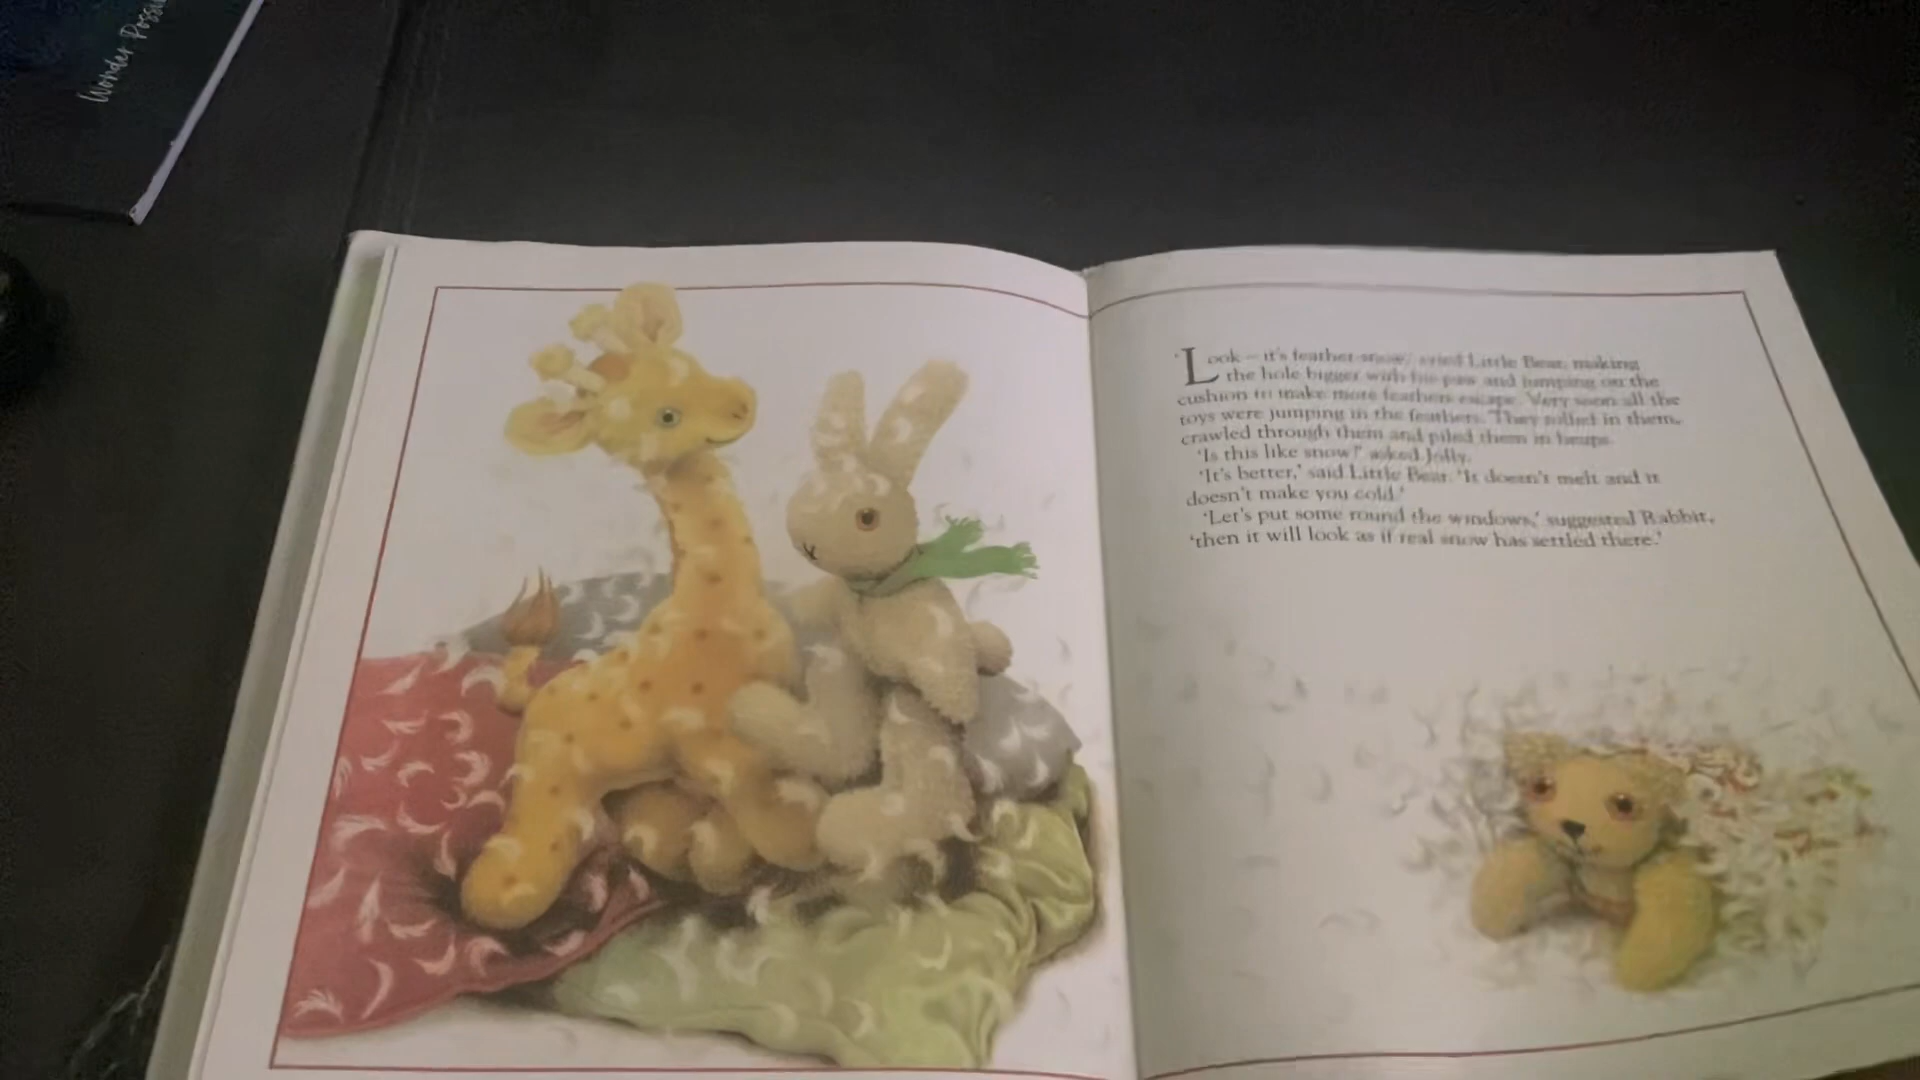 Wonder
'Look – it's feather-snow,' cried Little Bear, making
the hole bigger with his paw and jumping on the
cushion to make more feathers escape. Very soon all the
toys were jumping in the feathers. They rolled in them,
crawled through them and piled them in heaps.
'Is this like snow?' asked Jolly.
'It's better,' said Little Bear. 'It doesn't melt and it
doesn't make you cold.'
'Let's put some round the windows,' suggested Rabbit,
'then it will look as if real snow has settled there.'